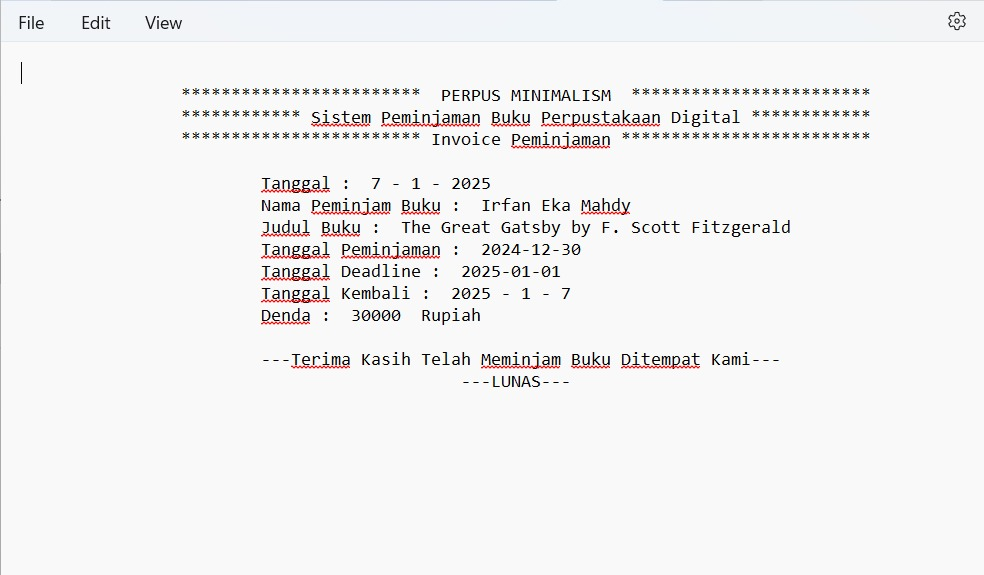 File Edit View
************************ PERPUS MINIMALISM ************************
************ Sistem Peminjaman Buku Perpustakaan Digital ************
************************ Invoice Peminjaman *************************
Tanggal : 7 - 1 - 2025
Nama Peminjam Buku : Irfan Eka Mahdy
Judul Buku : The Great Gatsby by F. Scott Fitzgerald
Tanggal Peminjaman : 2024-12-30
Tanggal Deadline : 2025-01-01
Tanggal Kembali : 2025 - 1 - 7
Denda : 30000 Rupiah
---Terima Kasih Telah Meminjam Buku Ditempat Kami---
---LUNAS---